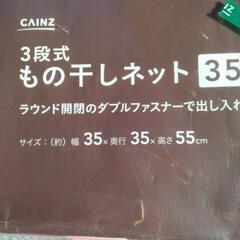 CAINZ
3段式
もの干しネット 35
ラウンド開閉のダブルファスナーで出し入れ
サイズ：（約）幅 35×奥行 35×高さ 55cm